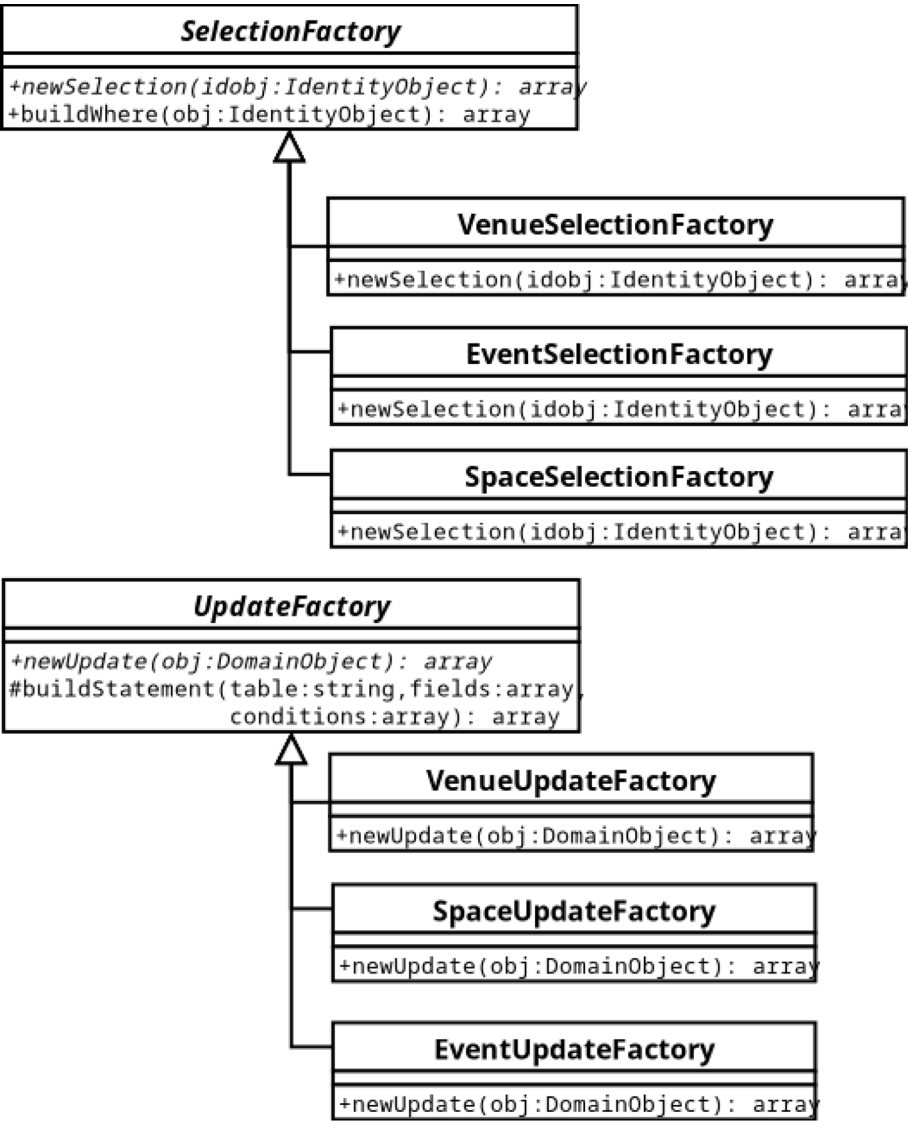 SelectionFactory
+newSelection(idobj:IdentityObject): array
+buildWhere(obj:IdentityObject): array
VenueSelectionFactory
+newSelection(idobj:IdentityObject): array
EventSelectionFactory
+newSelection(idobj:IdentityObject): array
SpaceSelectionFactory
+newSelection(idobj:IdentityObject): array
UpdateFactory
+newUpdate(obj:DomainObject): array
#buildStatement(table:string,fields:array,
conditions:array): array
VenueUpdateFactory
+newUpdate(obj:DomainObject): array
SpaceUpdateFactory
+newUpdate(obj:DomainObject): array
EventUpdateFactory
+newUpdate(obj:DomainObject): array